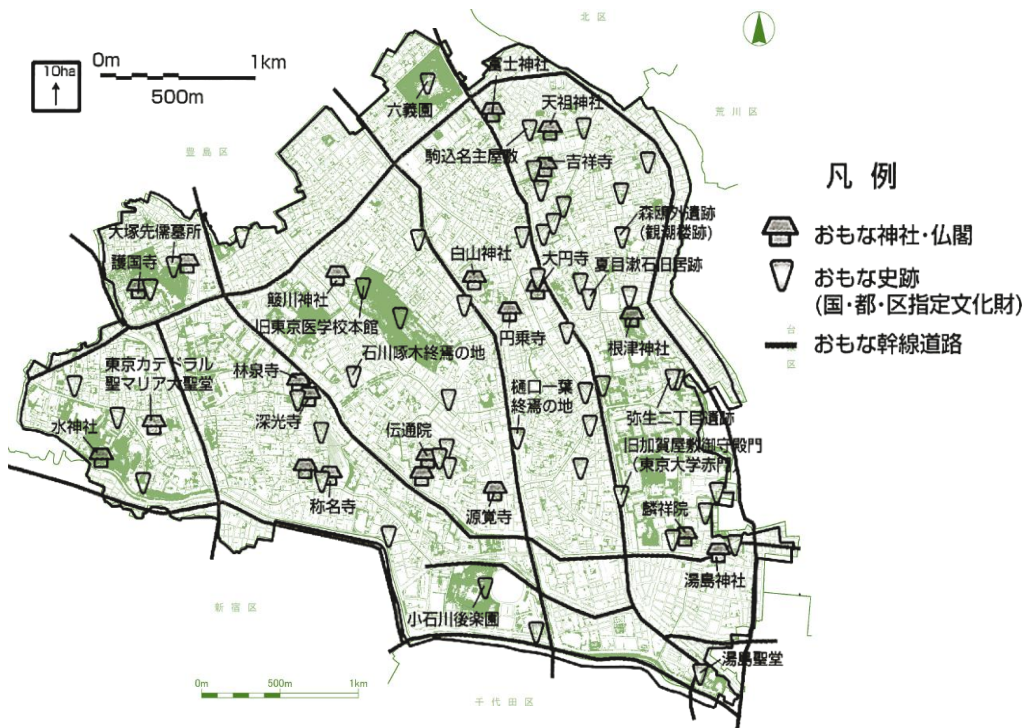 北区
0m
1km
500m
10ha
富士神社
六義園
天祖神社
荒川区
豊島区
駒込名主屋敷
吉祥寺
凡 例
おもな神社・仏閣
おもな史跡
(国・都・区指定文化財)
おもな幹線道路
森鴎外遺跡
(観潮楼跡)
大塚先儒墓所
護国寺
白山神社
大円寺
夏目漱石旧居跡
簸川神社
旧東京医学校本館
円乗寺
根津神社
台
区
石川啄木終焉の地
東京カテドラル
聖マリア大聖堂
林泉寺
樋口一葉
終焉の地
弥生二丁目遺跡
深光寺
伝通院
水神社
旧加賀屋敷御守殿門
(東京大学赤門)
称名寺
源覚寺
麟祥院
湯島神社
新宿区
小石川後楽園
湯島聖堂
0m
500m
1km
千代田区